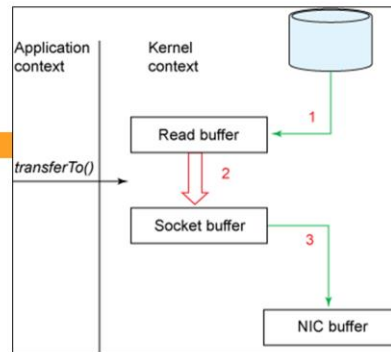 Application
context
Kernel
context
1
Read buffer
2
transferTo()
Socket buffer
3
NIC buffer